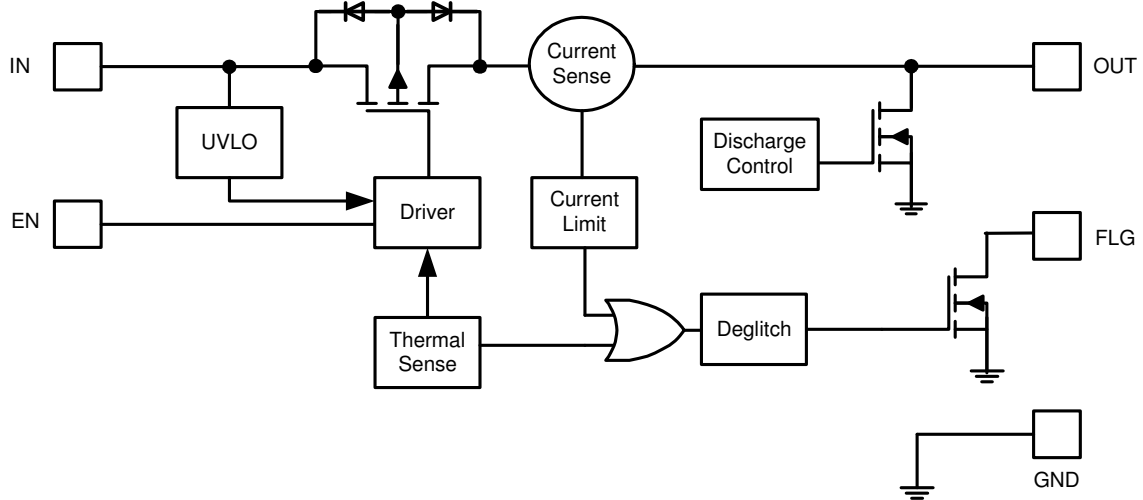 IN
Current
Sense
OUT
UVLO
Discharge
Control
EN
Driver
Current
Limit
FLG
Thermal
Sense
Deglitch
GND